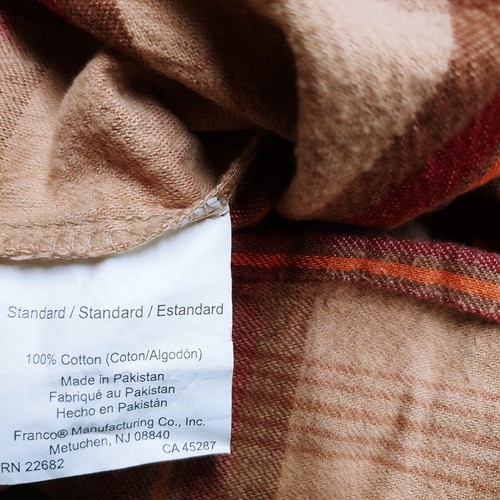 Standard / Standard / Estandard
100% Cotton (Coton/Algodón)
Made in Pakistan
Fabriqué au Pakistan
Hecho en Pakistán
Franco® Manufacturing Co., Inc.
Metuchen, NJ 08840
RN 22682 CA 45287